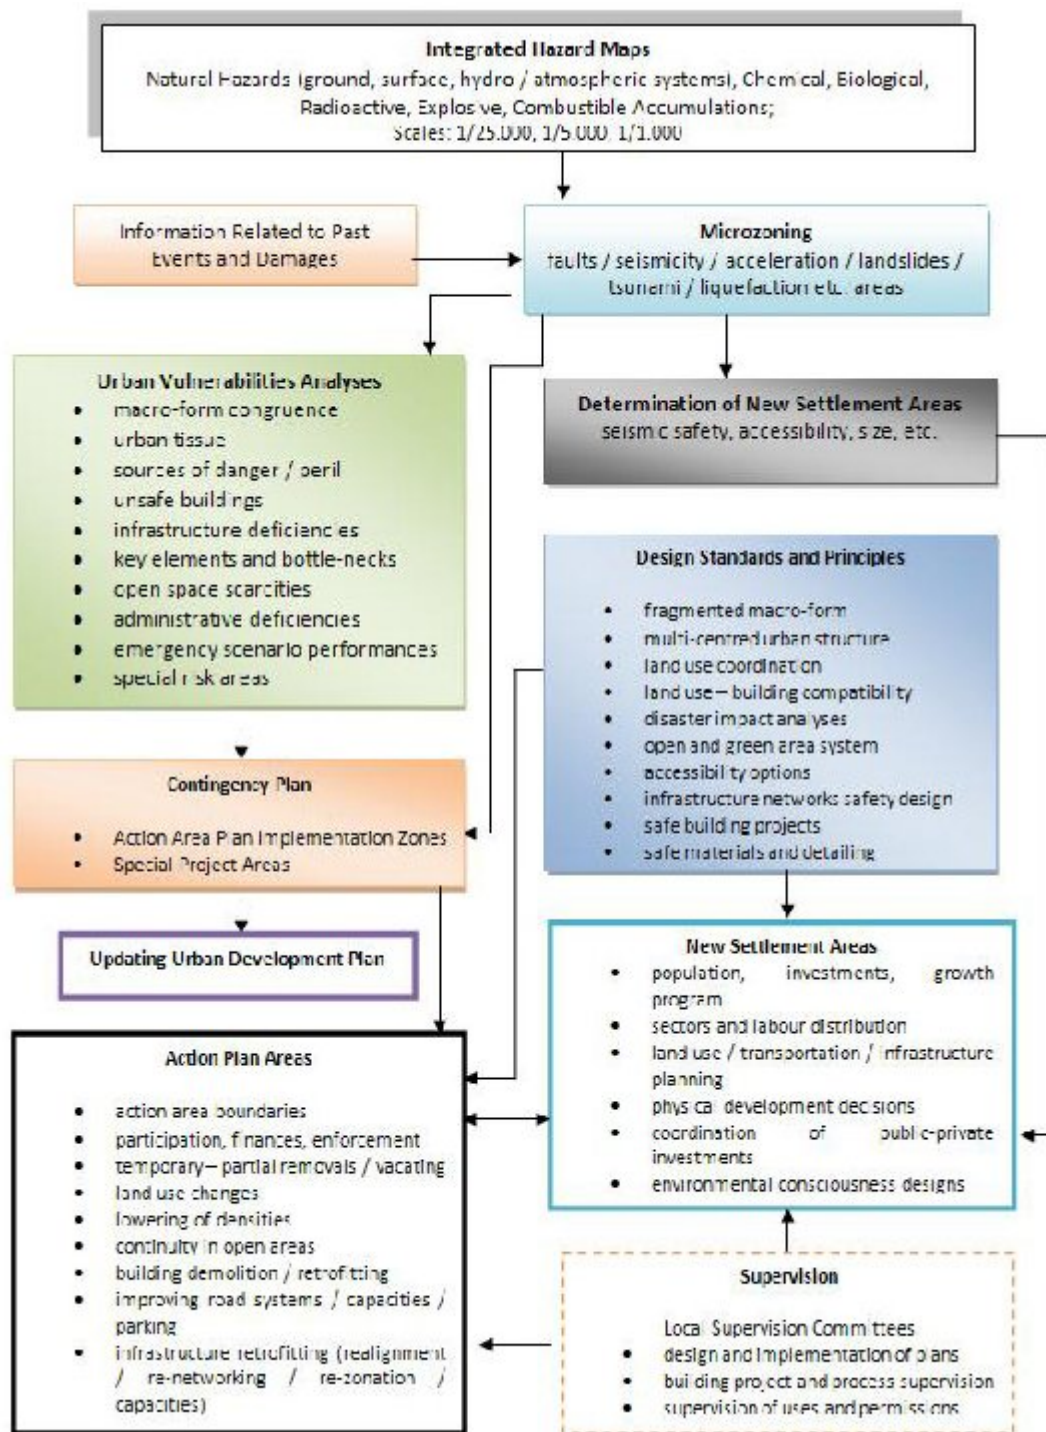 Integrated Hazard Maps
Natural Hazards (ground, surface, hydro / atmospheric systems), Chemical, Biological,
Radioactive, Explosive, Combustible Accumulations;
Scales: 1/25.000, 1/5.000, 1/1.000
Information Related to Past
Events and Damages
Microzoning
faults / seismicity / acceleration / landslides /
tsunami / liquefaction etc. areas
Urban Vulnerabilities Analyses
• macro-form congruence
• urban tissue
• sources of danger / peril
• unsafe buildings
• infrastructure deficiencies
• key elements and bottle-necks
• open space scarcities
• administrative deficiencies
• emergency scenario performances
• special risk areas
Determination of New Settlement Areas
seismic safety, accessibility, size, etc.
Design Standards and Principles
• fragmented macro-form
• multi-centred urban structure
• land use coordination
• land use – building compatibility
• disaster impact analyses
• open and green area system
• accessibility options
• infrastructure networks safety design
• safe building projects
• safe materials and detailing
Contingency Plan
• Action Area Plan Implementation Zones
• Special Project Areas
Updating Urban Development Plan
New Settlement Areas
• population, investments, growth
program
• sectors and labour distribution
• land use / transportation / infrastructure
planning
• physical development decisions
• coordination of public-private
investments
• environmental consciousness designs
Action Plan Areas
• action area boundaries
• participation, finances, enforcement
• temporary – partial removals / vacating
• land use changes
• lowering of densities
• continuity in open areas
• building demolition / retrofitting
• improving road systems / capacities /
parking
• infrastructure retrofitting (realignment
/ re-networking / re-zonation /
capacities)
Supervision
Local Supervision Committees
• design and implementation of plans
• building project and process supervision
• supervision of uses and permissions